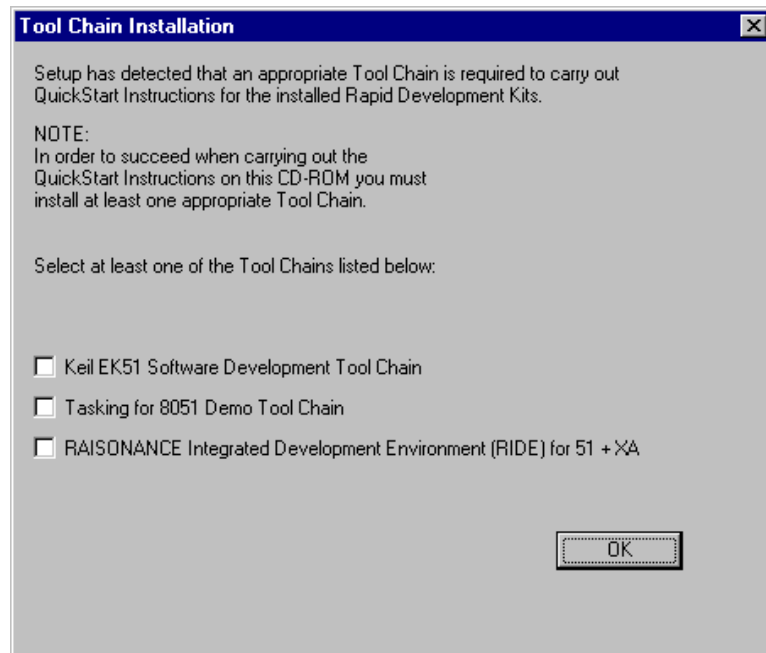 Tool Chain Installation
Setup has detected that an appropriate Tool Chain is required to carry out
QuickStart Instructions for the installed Rapid Development Kits.
NOTE:
In order to succeed when carrying out the
QuickStart Instructions on this CD-ROM you must
install at least one appropriate Tool Chain.
Select at least one of the Tool Chains listed below:
Keil EK51 Software Development Tool Chain
Tasking for 8051 Demo Tool Chain
RAISONANCE Integrated Development Environment (RIDE) for 51 + XA
OK